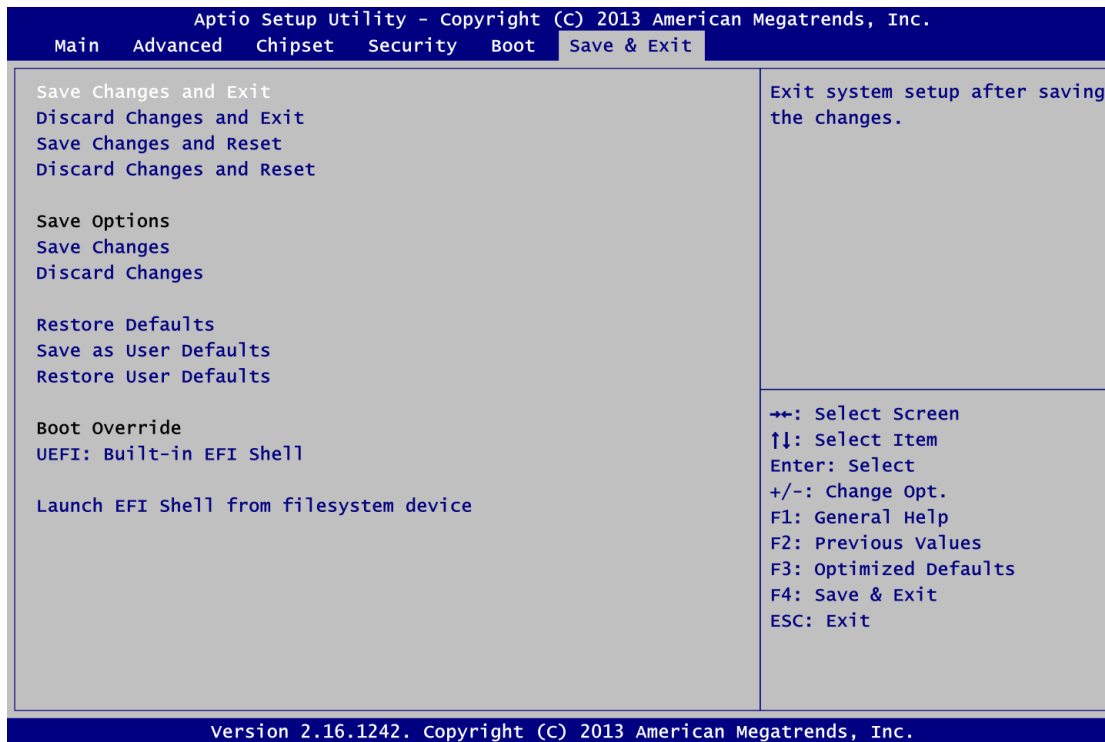 Aptio Setup Utility - Copyright (C) 2013 American Megatrends, Inc.
Main Advanced Chipset Security Boot Save & Exit
Save Changes and Exit
Discard Changes and Exit
Save Changes and Reset
Discard Changes and Reset
Save Options
Save Changes
Discard Changes
Restore Defaults
Save as User Defaults
Restore User Defaults
Boot Override
UEFI: Built-in EFI Shell
Launch EFI Shell from filesystem device
Exit system setup after saving
the changes.
→←: Select Screen
↑↓: Select Item
Enter: Select
+/-: Change Opt.
F1: General Help
F2: Previous Values
F3: Optimized Defaults
F4: Save & Exit
ESC: Exit
Version 2.16.1242. Copyright (C) 2013 American Megatrends, Inc.